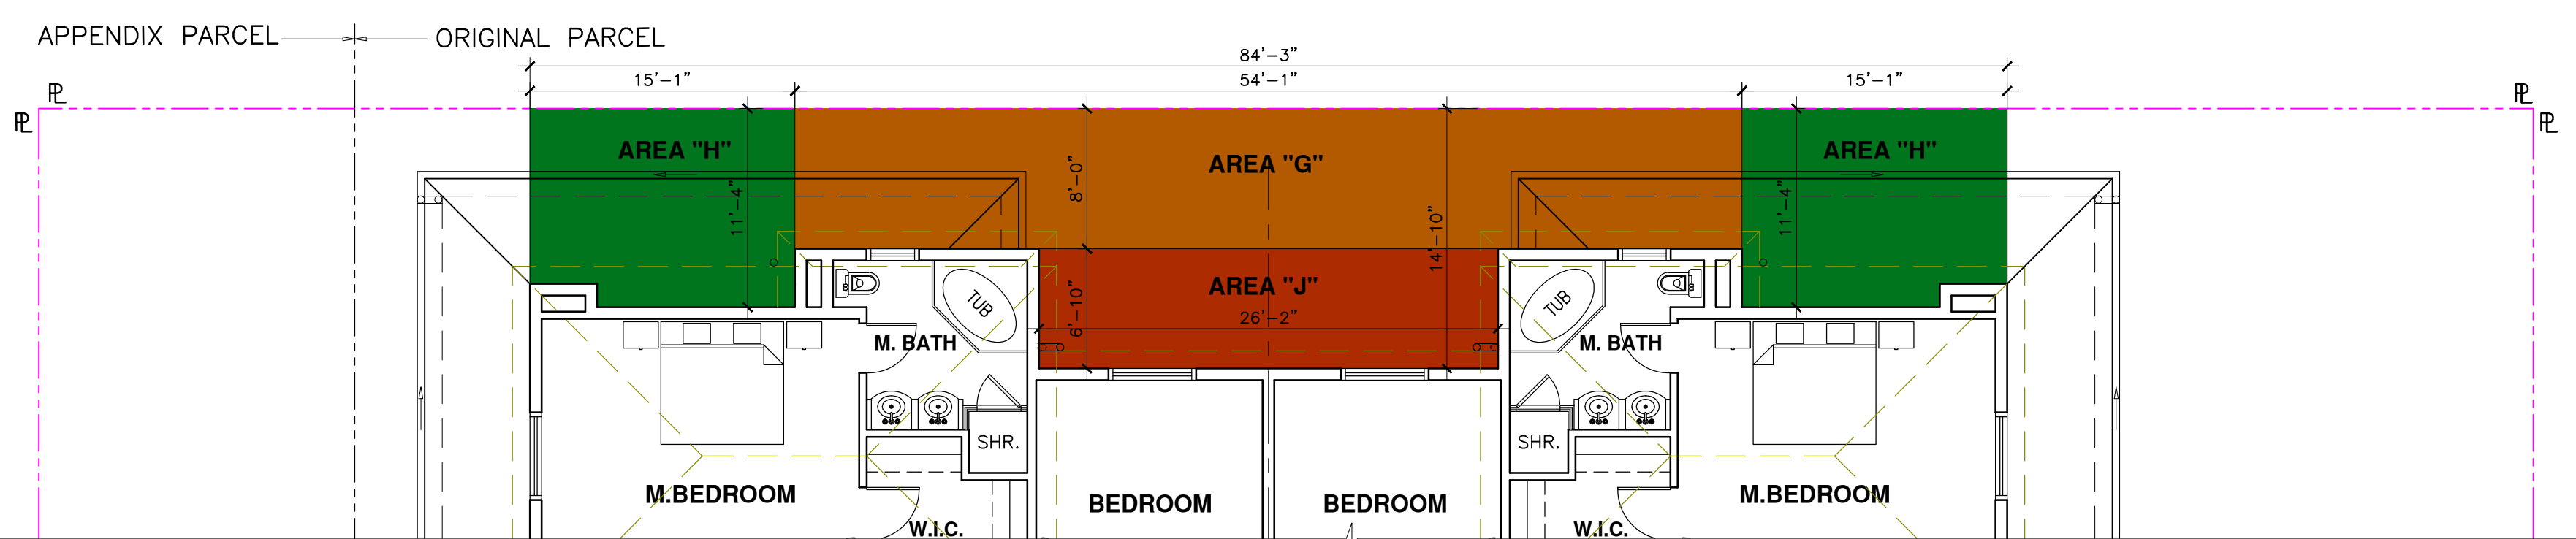 APPENDIX PARCEL
ORIGINAL PARCEL
84'-3"
15'-1"
54'-1"
15'-1"
PL
PL
PL
PL
AREA "H"
AREA "G"
AREA "H"
8'-0"
11'-4"
11'-4"
14'-10"
AREA "J"
6'-10"
26'-2"
TUB
TUB
M. BATH
M. BATH
SHR.
SHR.
M.BEDROOM
BEDROOM
BEDROOM
M.BEDROOM
W.I.C.
W.I.C.